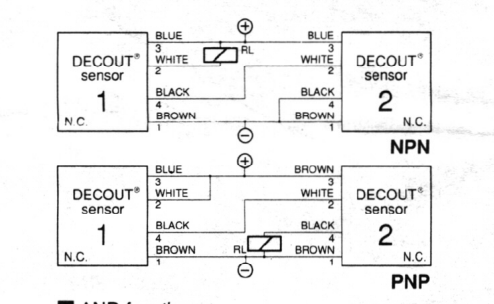 BLUE
3
WHITE
2
BLACK
4
BROWN
1
DECOUT®
sensor
1
N.C.
+
RL
−
BLUE
3
WHITE
2
BLACK
4
BROWN
1
DECOUT®
sensor
2
N.C.
NPN
BLUE
3
WHITE
2
BLACK
4
BROWN
1
DECOUT®
sensor
1
N.C.
+
RL
−
BROWN
3
WHITE
2
BLACK
4
BROWN
1
DECOUT®
sensor
2
N.C.
PNP